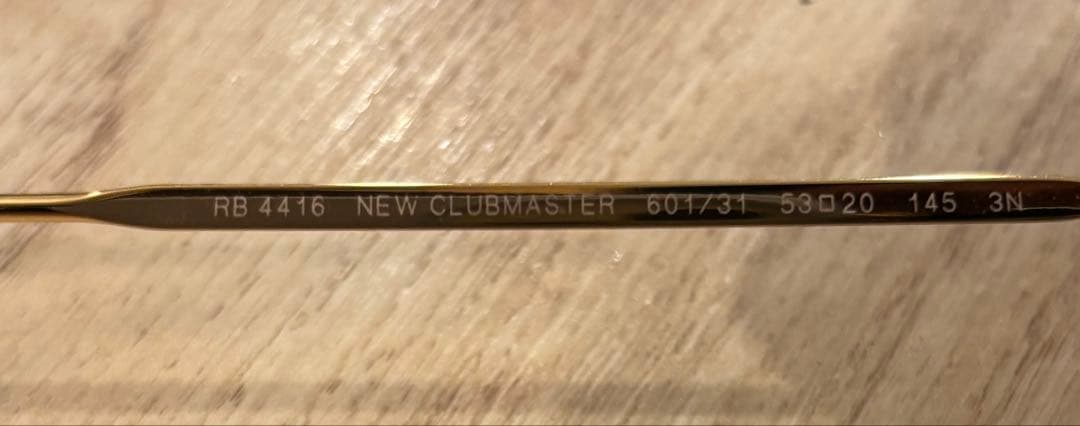 RB 4416 NEW CLUBMASTER 601/31 53□20 145 3N